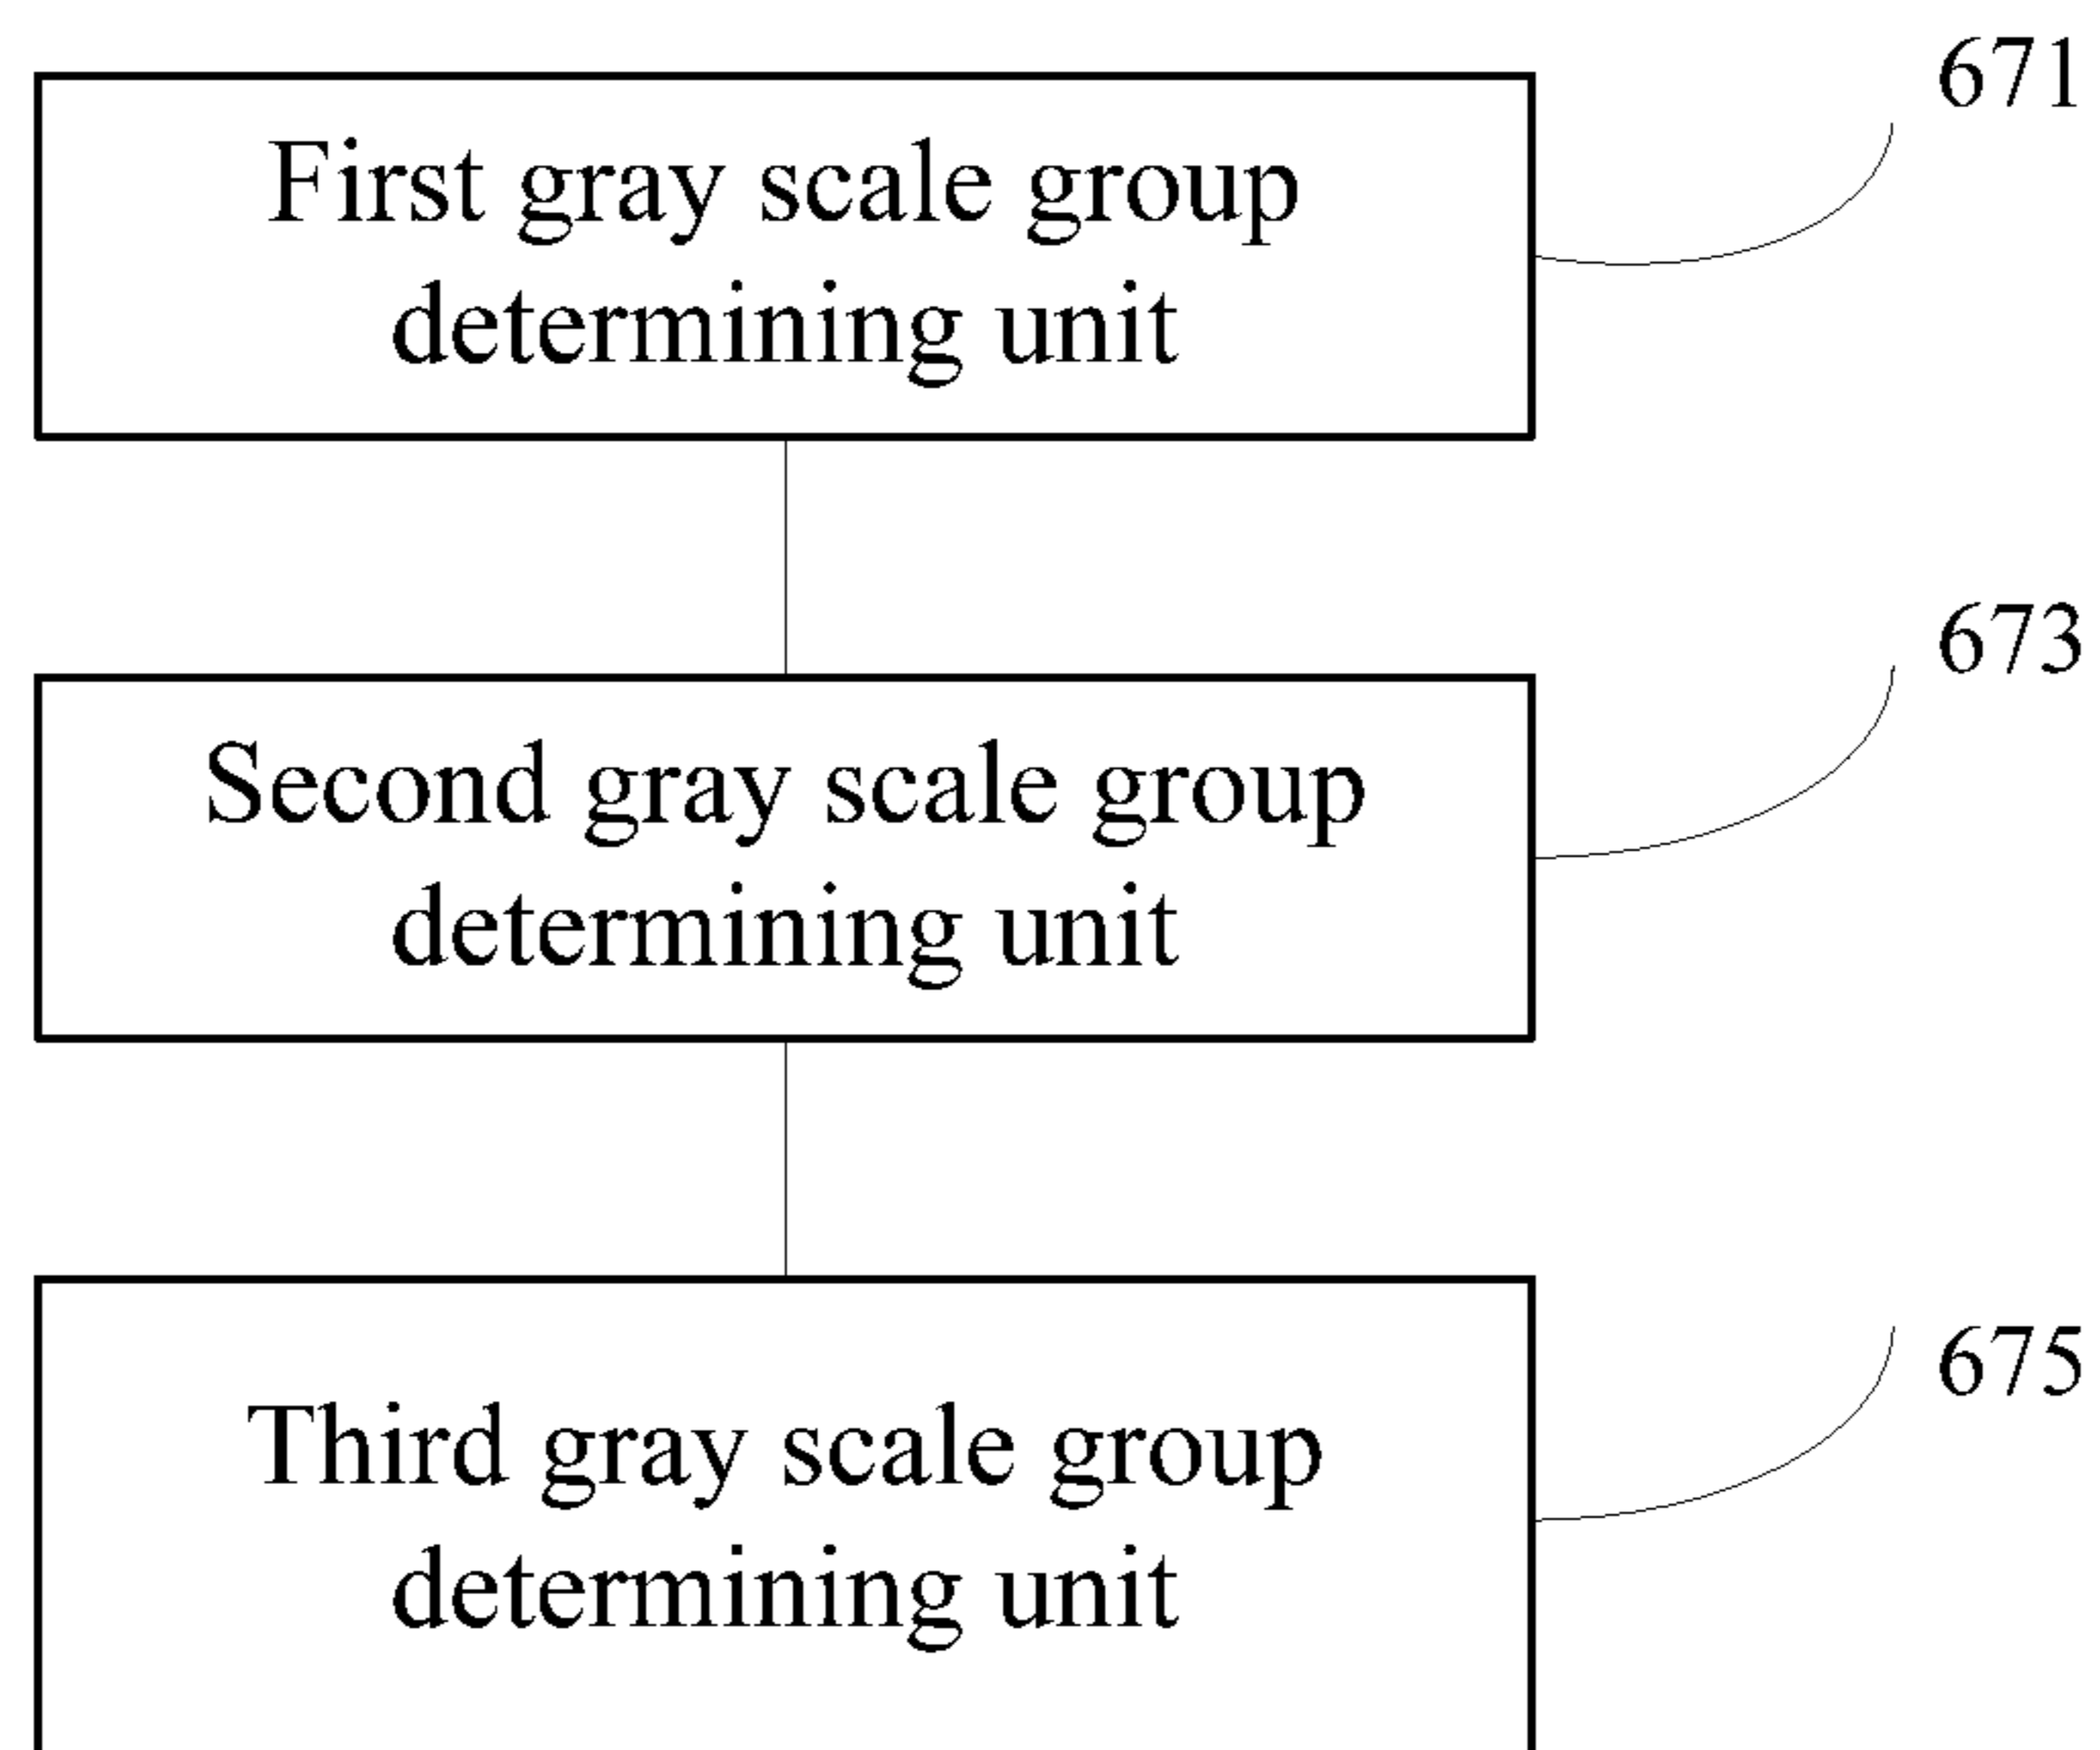 671
First gray scale group
determining unit
673
Second gray scale group
determining unit
675
Third gray scale group
determining unit